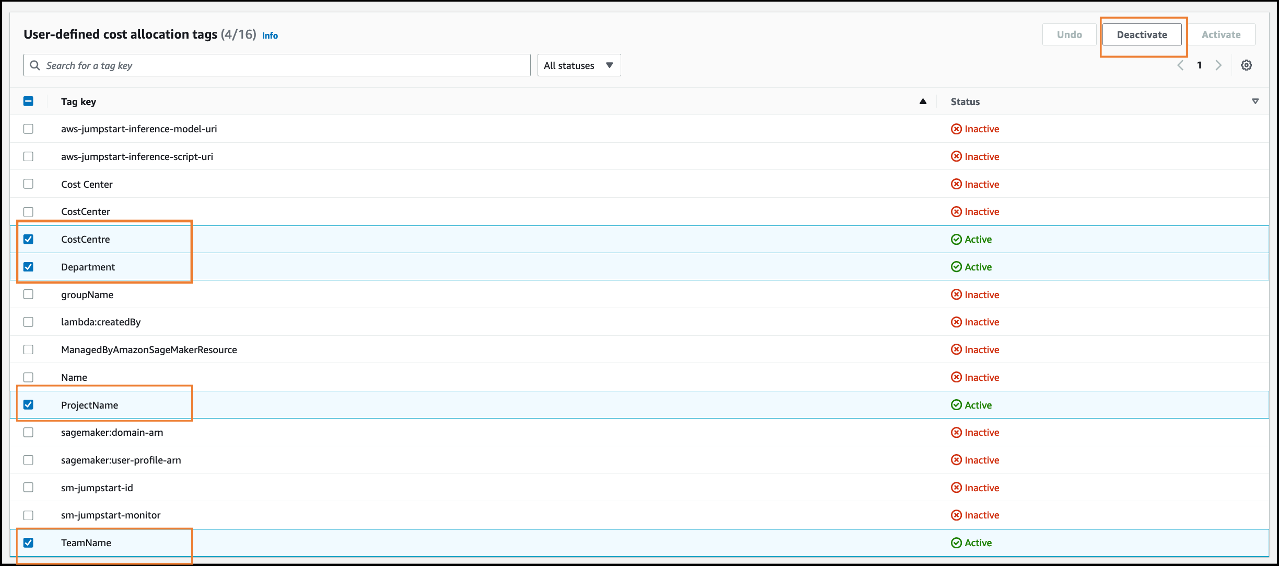 User-defined cost allocation tags (4/16) Info
Undo Deactivate Activate
Search for a tag key
All statuses
1
Tag key Status
aws-jumpstart-inference-model-uri Inactive
aws-jumpstart-inference-script-uri Inactive
Cost Center Inactive
CostCenter Inactive
CostCentre Active
Department Active
groupName Inactive
lambda:createdBy Inactive
ManagedByAmazonSageMakerResource Inactive
Name Inactive
ProjectName Active
sagemaker:domain-arn Inactive
sagemaker:user-profile-arn Inactive
sm-jumpstart-id Inactive
sm-jumpstart-monitor Inactive
TeamName Active